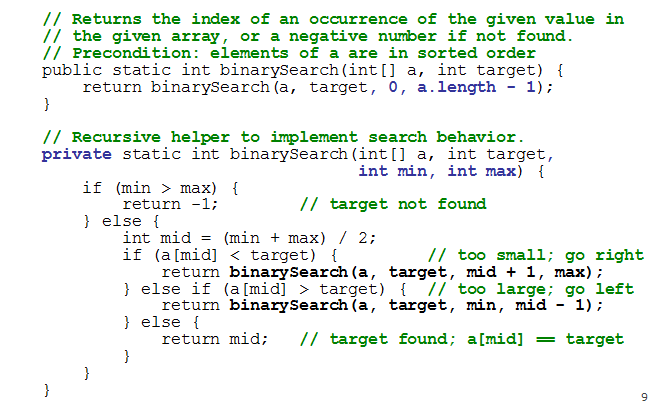 // Returns the index of an occurrence of the given value in
// the given array, or a negative number if not found.
// Precondition: elements of a are in sorted order
public static int binarySearch(int[] a, int target) {
    return binarySearch(a, target, 0, a.length - 1);
}

// Recursive helper to implement search behavior.
private static int binarySearch(int[] a, int target,
                                int min, int max) {
    if (min > max) {
        return -1;        // target not found
    } else {
        int mid = (min + max) / 2;
        if (a[mid] < target) {         // too small; go right
            return binarySearch(a, target, mid + 1, max);
        } else if (a[mid] > target) {  // too large; go left
            return binarySearch(a, target, min, mid - 1);
        } else {
            return mid;   // target found; a[mid] == target
        }
    }
}
9